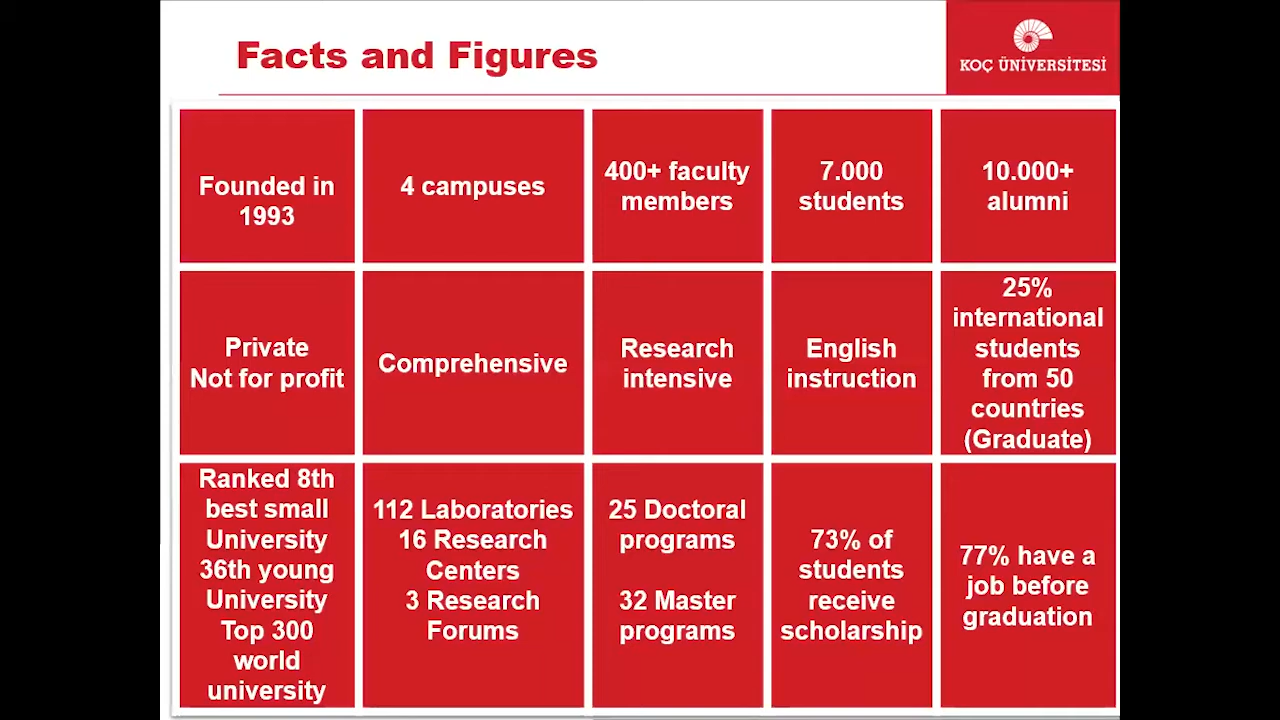 Facts and Figures
KOÇ ÜNİVERSİTESİ
Founded in
1993
4 campuses
400+ faculty
members
7.000
students
10.000+
alumni
Private
Not for profit
Comprehensive
Research
intensive
English
instruction
25%
international
students
from 50
countries
(Graduate)
Ranked 8th
best small
University
36th young
University
Top 300
world
university
112 Laboratories
16 Research
Centers
3 Research
Forums
25 Doctoral
programs
32 Master
programs
73% of
students
receive
scholarship
77% have a
job before
graduation